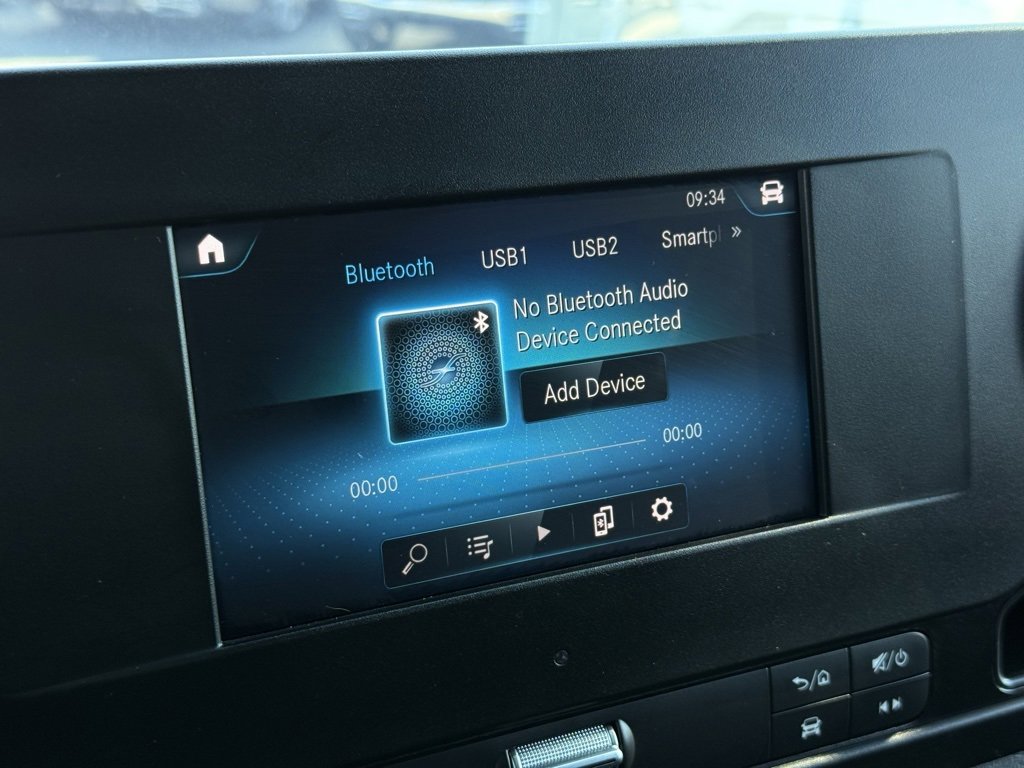 09:34
Bluetooth USB1 USB2 Smartpl
No Bluetooth Audio
Device Connected
Add Device
00:00
00:00